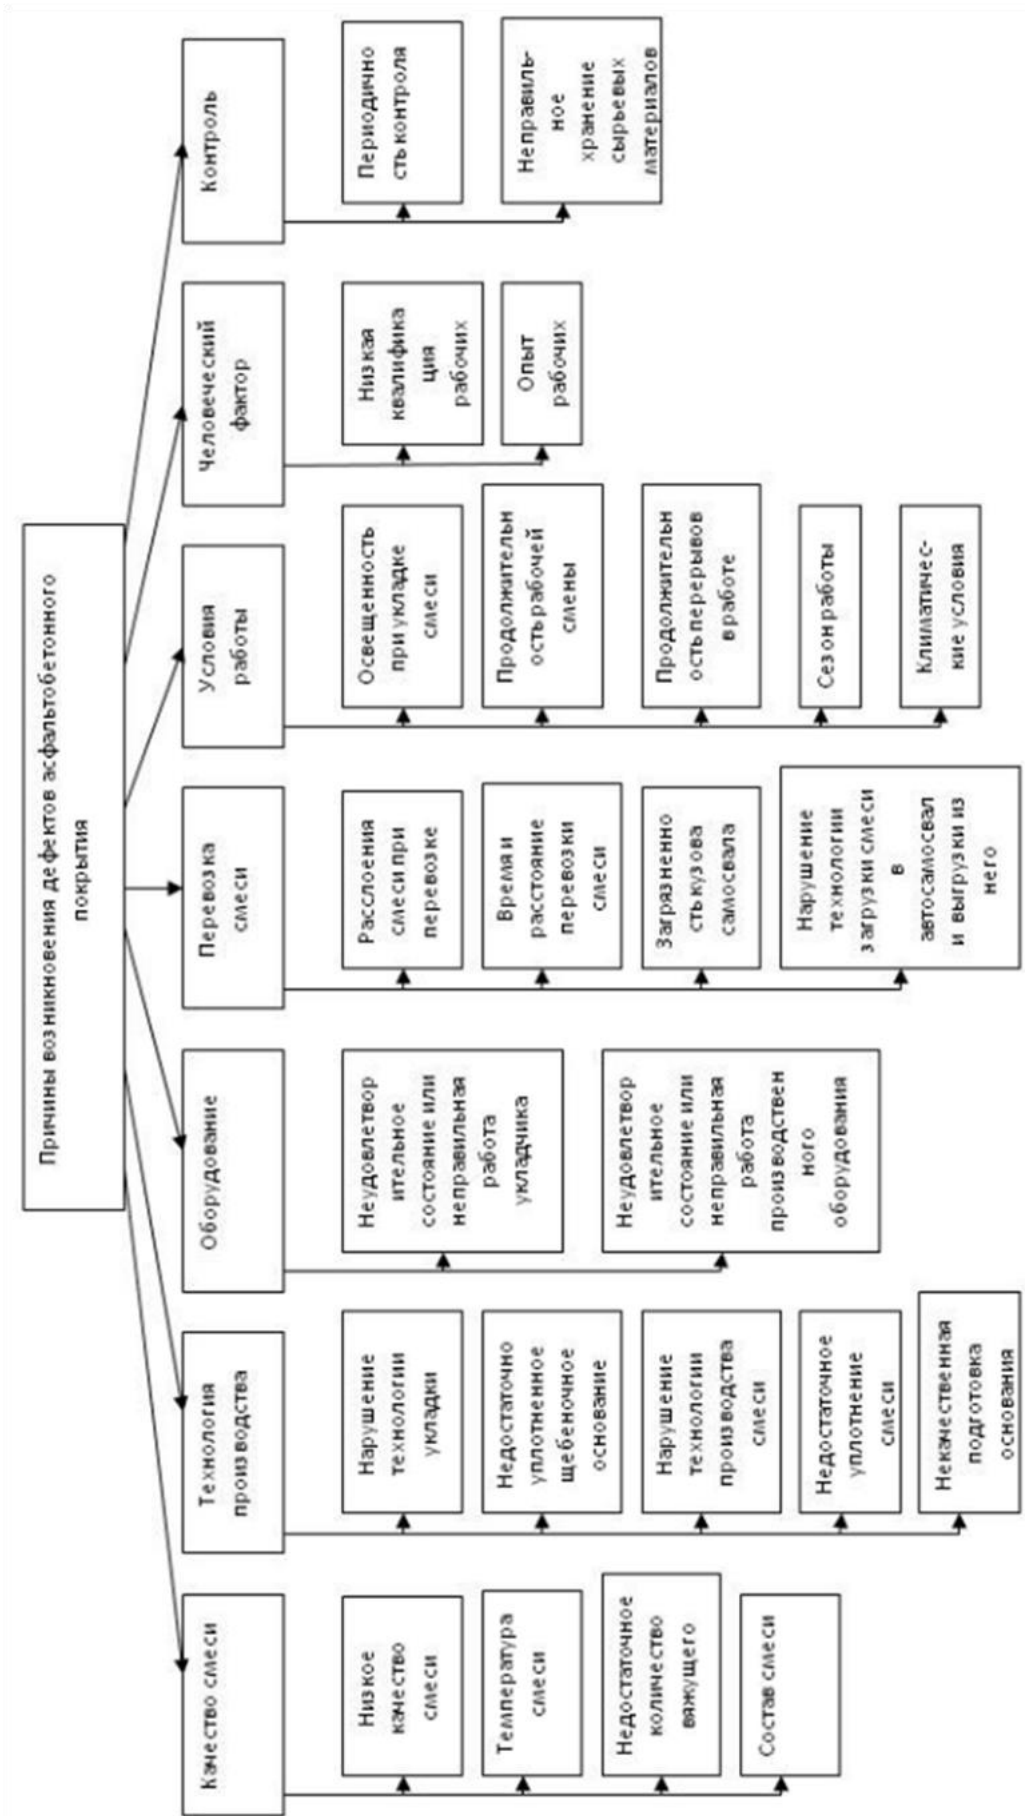 Причины возникновения дефектов асфальтобетонного
покрытия
Качество смеси
Низкое
качество
смеси
Температура
смеси
Недостаточное
количество
вяжущего
Состав смеси
Технология
производства
Нарушение
технологии
укладки
Недостаточно
уплотненное
щебеночное
основание
Нарушение
технологии
производства
смеси
Недостаточное
уплотнение
смеси
Некачественная
подготовка
основания
Оборудование
Неудовлетвор
ительное
состояние или
неправильная
работа
укладчика
Неудовлетвор
ительное
состояние или
неправильная
работа
производствен
ного
оборудования
Перевозка
смеси
Расслоения
смеси при
перевозке
Время и
расстояние
перевозки
смеси
Загрязненно
сть кузова
самосвала
Нарушение
технологии
загрузки смеси
в
автосамосвал
и выгрузки из
него
Условия
работы
Освещенность
при укладке
смеси
Продолжительн
ость рабочей
смены
Продолжительн
ость перерывов
в работе
Сезон работы
Климатичес-
кие условия
Человеческий
фактор
Низкая
квалифика
ция
рабочих
Опыт
рабочих
Контроль
Периодично
сть контроля
Неправиль-
ное
хранение
сырьевых
материалов